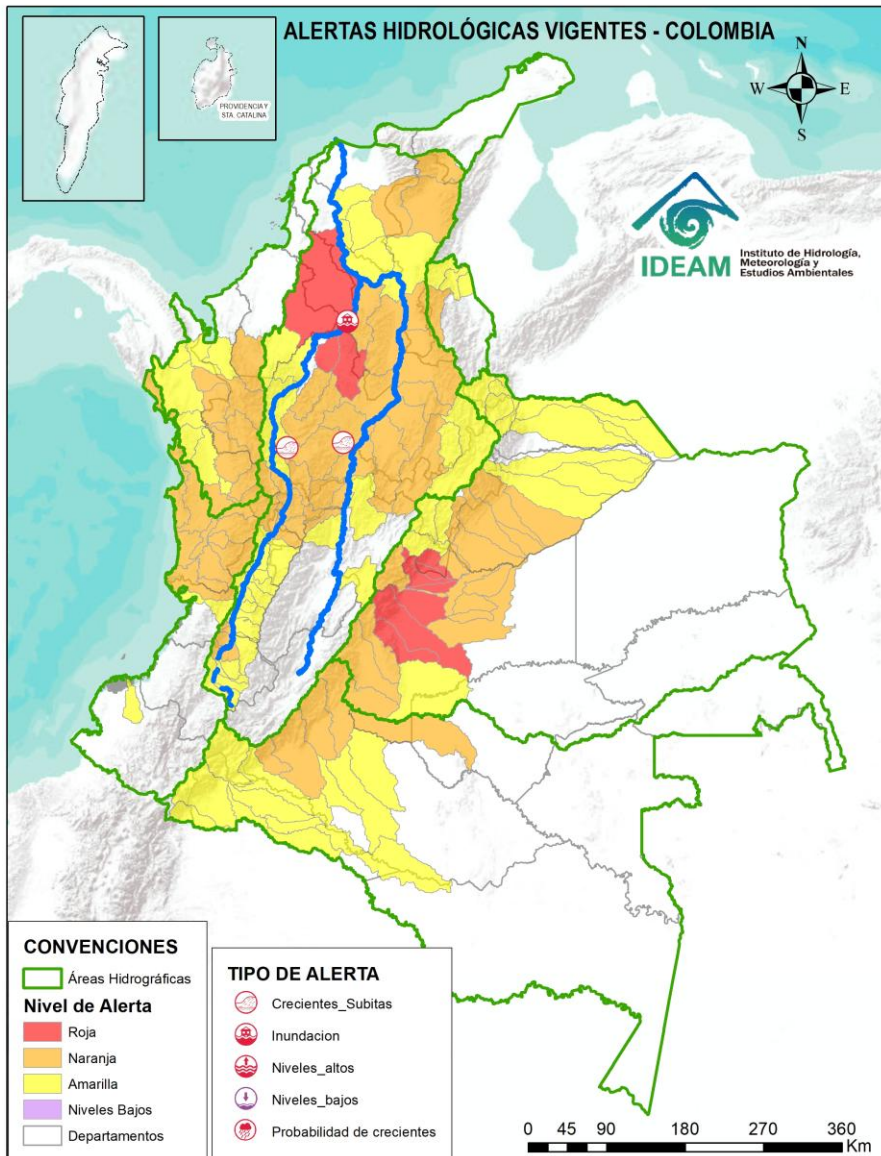 ALERTAS HIDROLÓGICAS VIGENTES - COLOMBIA
PROVIDENCIA Y
STA. CATALINA
N
W E
S
IDEAM
Instituto de Hidrología,
Meteorología y
Estudios Ambientales
CONVENCIONES
Áreas Hidrográficas
Nivel de Alerta
Roja
Naranja
Amarilla
Niveles Bajos
Departamentos
TIPO DE ALERTA
Crecientes_Subitas
Inundacion
Niveles_altos
Niveles_bajos
Probabilidad de crecientes
0 45 90 180 270 360
Km